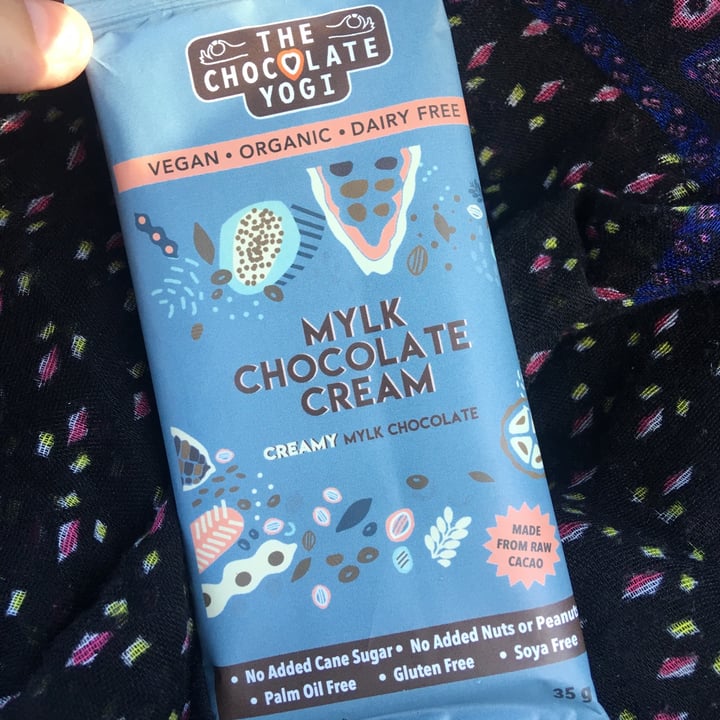 THE
CHOCOLATE
YOGI
VEGAN • ORGANIC • DAIRY FREE
MYLK
CHOCOLATE
CREAM
CREAMY MYLK CHOCOLATE
MADE
FROM RAW
CACAO
• No Added Cane Sugar • No Added Nuts or Peanuts
• Palm Oil Free • Gluten Free • Soya Free
35 g